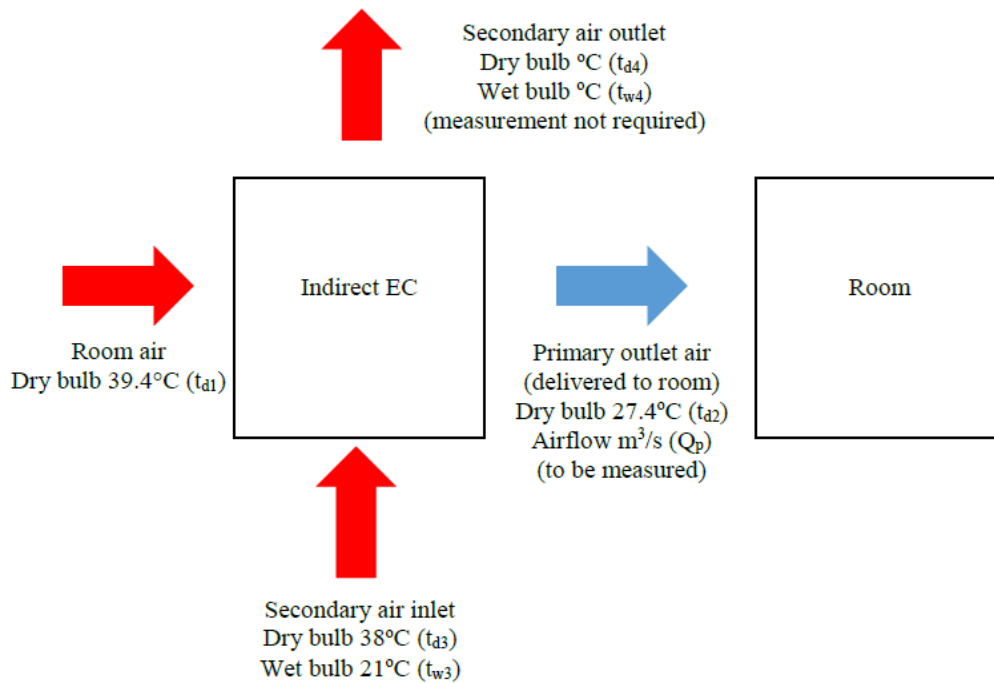 Secondary air outlet
Dry bulb ºC (td4)
Wet bulb ºC (tw4)
(measurement not required)
Indirect EC
Room
Room air
Dry bulb 39.4°C (td1)
Primary outlet air
(delivered to room)
Dry bulb 27.4ºC (td2)
Airflow m³/s (Qp)
(to be measured)
Secondary air inlet
Dry bulb 38ºC (td3)
Wet bulb 21ºC (tw3)